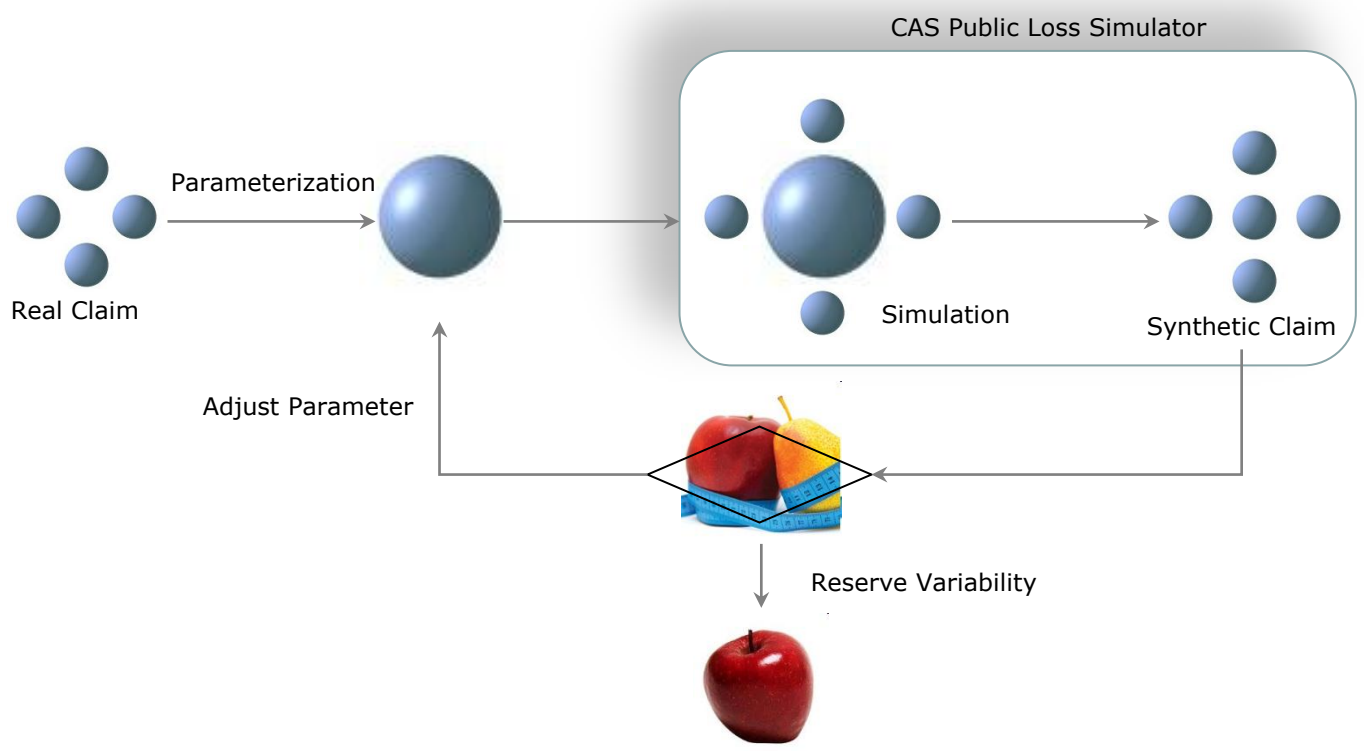 CAS Public Loss Simulator
Parameterization
Real Claim
Simulation
Synthetic Claim
Adjust Parameter
Reserve Variability